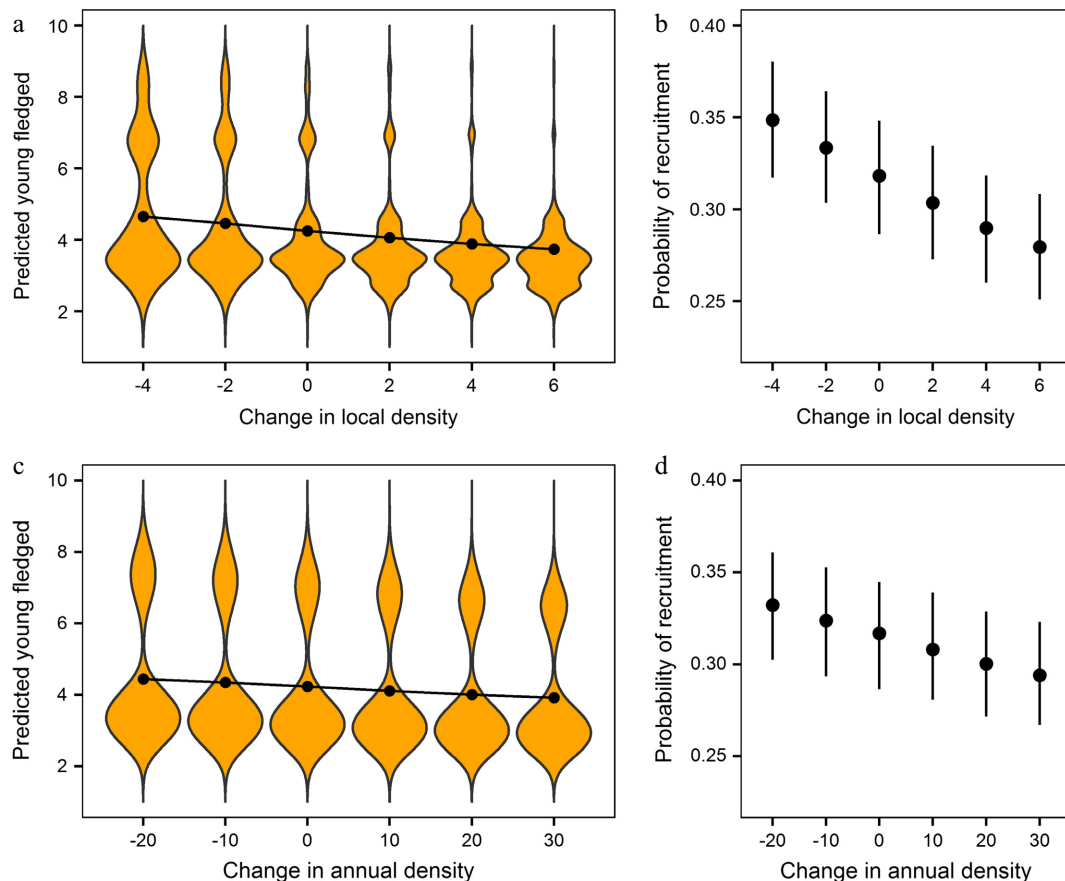 a
10
8
6
4
2
Predicted young fledged
-4 -2 0 2 4 6
Change in local density
b
0.40
0.35
0.30
0.25
Probability of recruitment
-4 -2 0 2 4 6
Change in local density
c
10
8
6
4
2
Predicted young fledged
-20 -10 0 10 20 30
Change in annual density
d
0.40
0.35
0.30
0.25
Probability of recruitment
-20 -10 0 10 20 30
Change in annual density